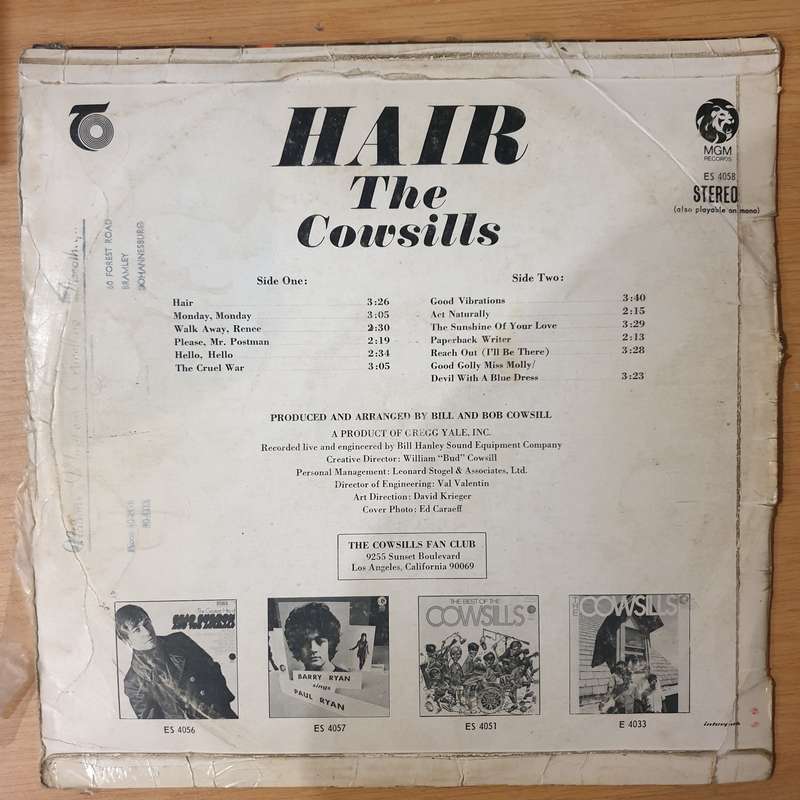 HAIR
The
Cowsills
MGM
RECORDS
ES 4058
STEREO
(also playable on mono)
60 FOREST ROAD
BRAMLEY
JOHANNESBURG
Side One:
Hair 3:26
Monday, Monday 3:05
Walk Away, Renee 2:30
Please, Mr. Postman 2:19
Hello, Hello 2:34
The Cruel War 3:05
Side Two:
Good Vibrations 3:40
Act Naturally 2:15
The Sunshine Of Your Love 3:29
Paperback Writer 2:13
Reach Out (I'll Be There) 3:28
Good Golly Miss Molly/
Devil With A Blue Dress 3:23
PRODUCED AND ARRANGED BY BILL AND BOB COWSILL
A PRODUCT OF GREGG YALE, INC.
Recorded live and engineered by Bill Hanley Sound Equipment Company
Creative Director: William "Bud" Cowsill
Personal Management: Leonard Stogel & Associates, Ltd.
Director of Engineering: Val Valentin
Art Direction: David Krieger
Cover Photo: Ed Caraeff
THE COWSILLS FAN CLUB
9255 Sunset Boulevard
Los Angeles, California 90069
ES 4056
BARRY RYAN
sings
PAUL RYAN
ES 4057
THE BEST OF THE
COWSILLS
ES 4051
THE
COWSILLS
E 4033